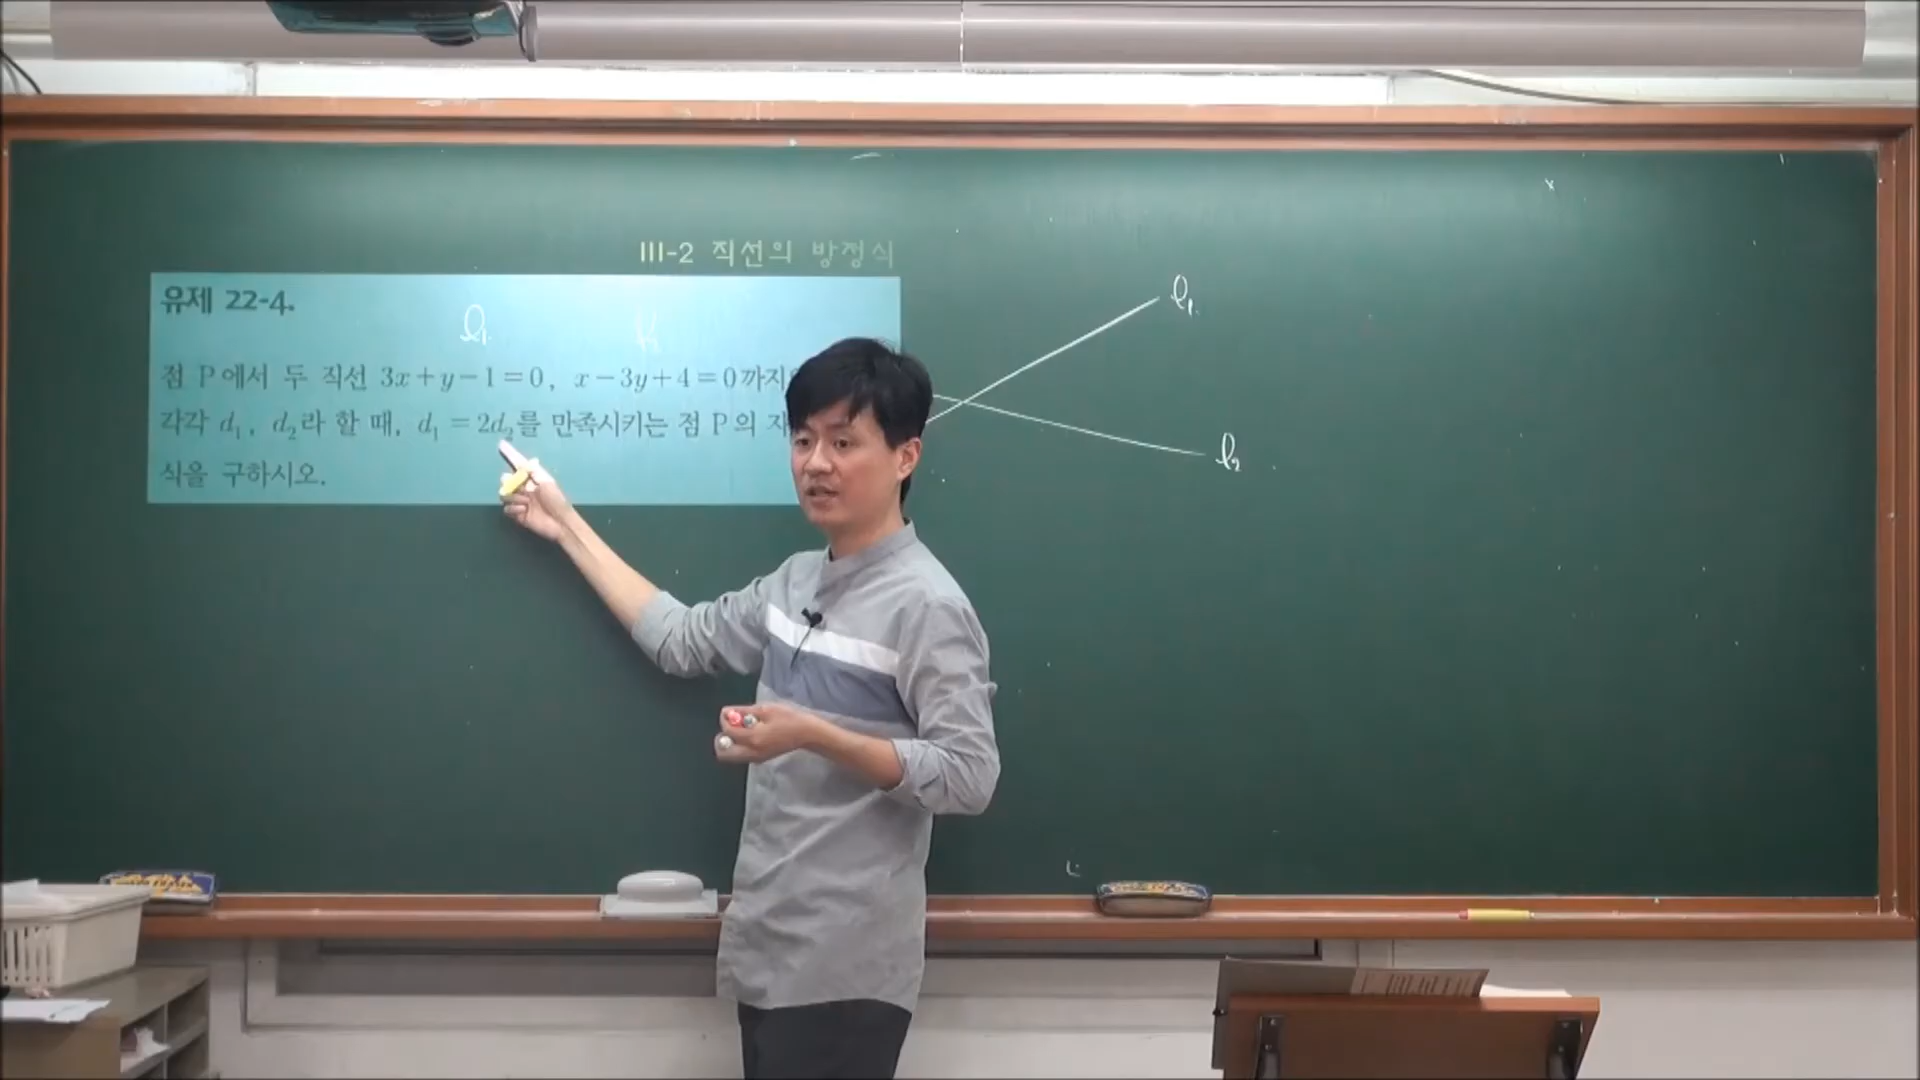 III-2 직선의 방정식
유제 22-4.
l₁
점 P에서 두 직선 3x+y-1=0, x-3y+4=0까지
각각 d₁, d₂라 할 때, d₁=2d₂를 만족시키는 점 P의
식을 구하시오.
l₁
l₂